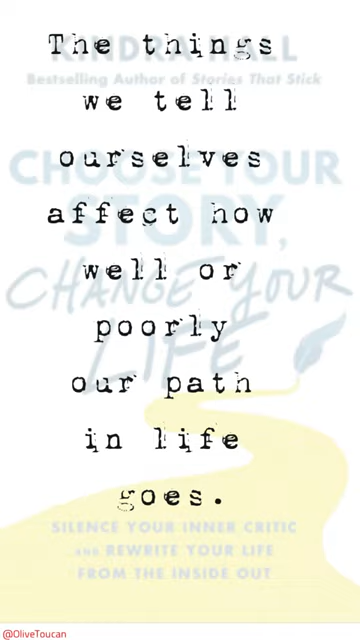 KINDRA HALL
The things
Bestselling Author of Stories That Stick
we tell
ourselves
CHOOSE YOUR
affect how
STORY,
well or
CHANGE YOUR
poorly
LIFE
our path
in life
goes.
SILENCE YOUR INNER CRITIC
AND REWRITE YOUR LIFE
FROM THE INSIDE OUT
@OliveToucan